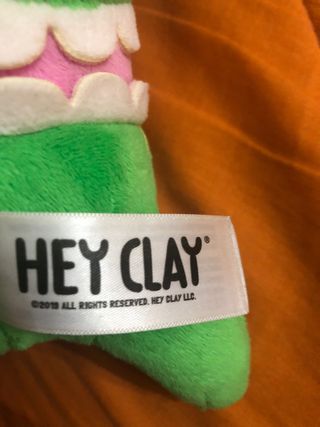 HEY CLAY®
©2019 ALL RIGHTS RESERVED. HEY CLAY LLC.